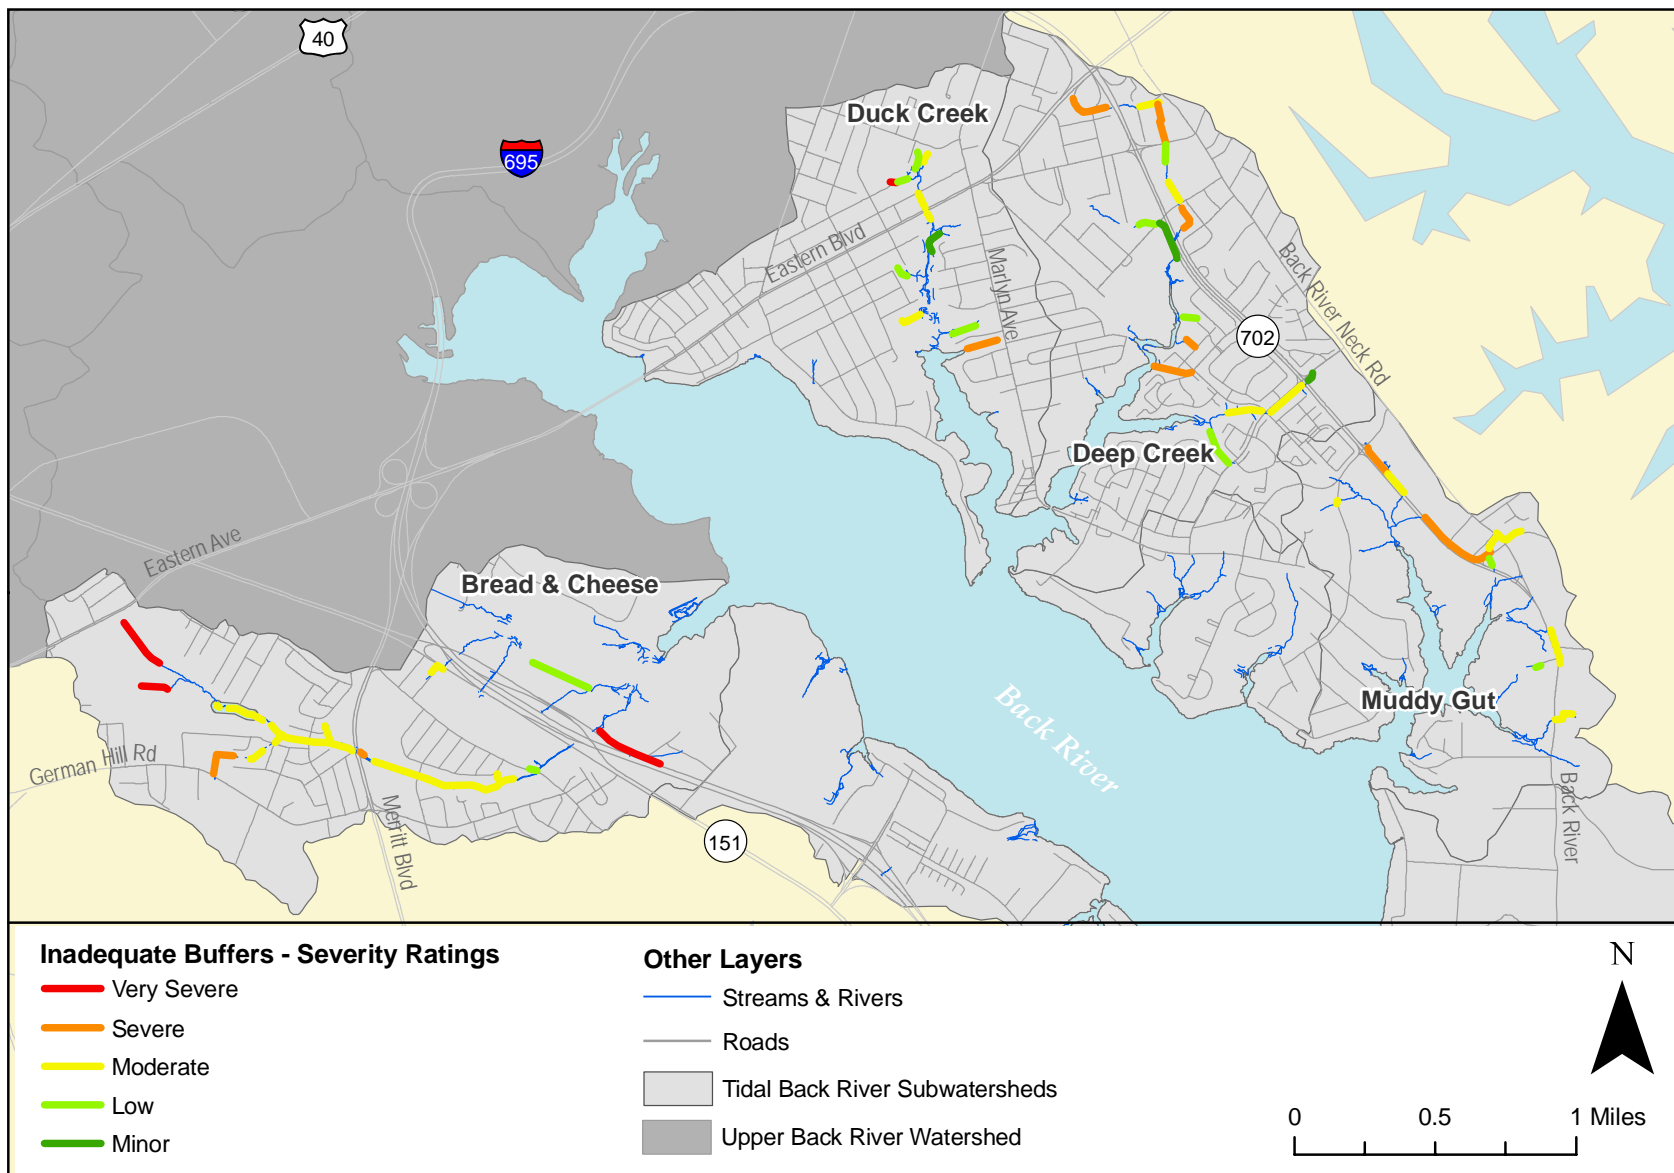 40
Duck Creek
695
Eastern Blvd
Marlyn Ave
Back River Neck Rd
702
Deep Creek
Eastern Ave
Bread & Cheese
Back River
Muddy Gut
German Hill Rd
Merritt Blvd
151
Back River
Inadequate Buffers - Severity Ratings
Very Severe
Severe
Moderate
Low
Minor
Other Layers
Streams & Rivers
Roads
Tidal Back River Subwatersheds
Upper Back River Watershed
N
0 0.5 1 Miles